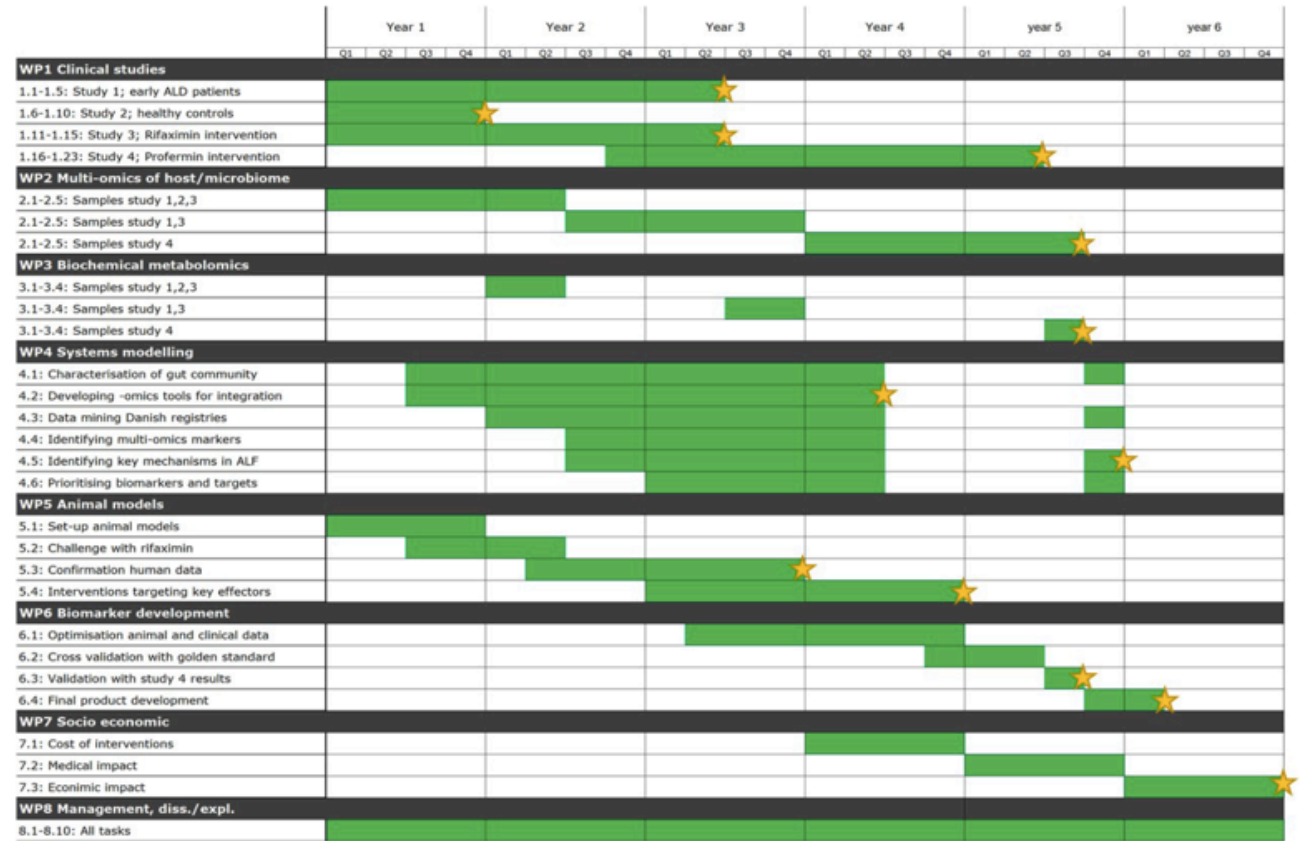 Year 1 Year 2 Year 3 Year 4 year 5 year 6
Q1 Q2 Q3 Q4 Q1 Q2 Q3 Q4 Q1 Q2 Q3 Q4 Q1 Q2 Q3 Q4 Q1 Q2 Q3 Q4 Q1 Q2 Q3 Q4
WP1 Clinical studies
1.1-1.5: Study 1; early ALD patients
1.6-1.10: Study 2; healthy controls
1.11-1.15: Study 3; Rifaximin intervention
1.16-1.23: Study 4; Profermin intervention
WP2 Multi-omics of host/microbiome
2.1-2.5: Samples study 1,2,3
2.1-2.5: Samples study 1,3
2.1-2.5: Samples study 4
WP3 Biochemical metabolomics
3.1-3.4: Samples study 1,2,3
3.1-3.4: Samples study 1,3
3.1-3.4: Samples study 4
WP4 Systems modelling
4.1: Characterisation of gut community
4.2: Developing -omics tools for integration
4.3: Data mining Danish registries
4.4: Identifying multi-omics markers
4.5: Identifying key mechanisms in ALF
4.6: Prioritising biomarkers and targets
WP5 Animal models
5.1: Set-up animal models
5.2: Challenge with rifaximin
5.3: Confirmation human data
5.4: Interventions targeting key effectors
WP6 Biomarker development
6.1: Optimisation animal and clinical data
6.2: Cross validation with golden standard
6.3: Validation with study 4 results
6.4: Final product development
WP7 Socio economic
7.1: Cost of interventions
7.2: Medical impact
7.3: Econimic impact
WP8 Management, diss./expl.
8.1-8.10: All tasks